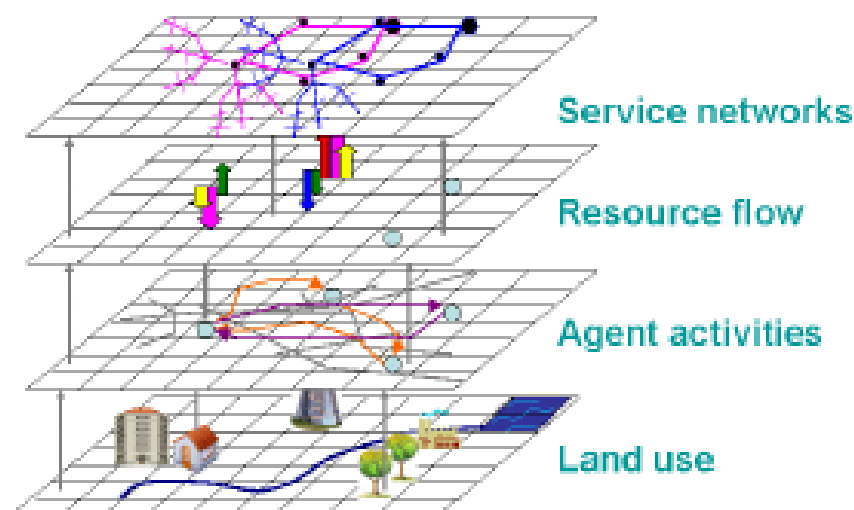 Service networks
Resource flow
Agent activities
Land use